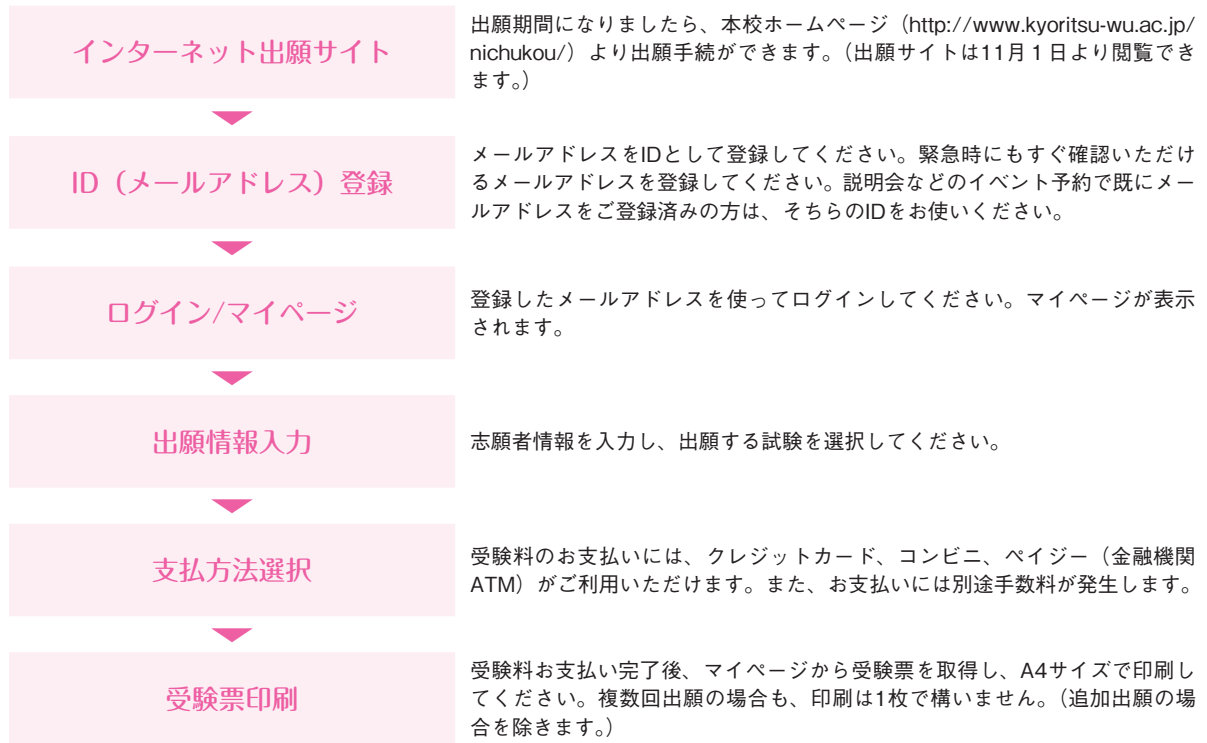 インターネット出願サイト
出願期間になりましたら、本校ホームページ（http://www.kyoritsu-wu.ac.jp/
nichukou/）より出願手続ができます。（出願サイトは11月１日より閲覧でき
ます。）
ID（メールアドレス）登録
メールアドレスをIDとして登録してください。緊急時にもすぐ確認いただけ
るメールアドレスを登録してください。説明会などのイベント予約で既にメー
ルアドレスをご登録済みの方は、そちらのIDをお使いください。
ログイン/マイページ
登録したメールアドレスを使ってログインしてください。マイページが表示
されます。
出願情報入力
志願者情報を入力し、出願する試験を選択してください。
支払方法選択
受験料のお支払いには、クレジットカード、コンビニ、ペイジー（金融機関
ATM）がご利用いただけます。また、お支払いには別途手数料が発生します。
受験票印刷
受験料お支払い完了後、マイページから受験票を取得し、A4サイズで印刷し
てください。複数回出願の場合も、印刷は1枚で構いません。（追加出願の場
合を除きます。）